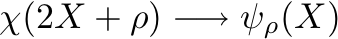 χ(2X + ρ) ⟶ ψ_ρ(X)